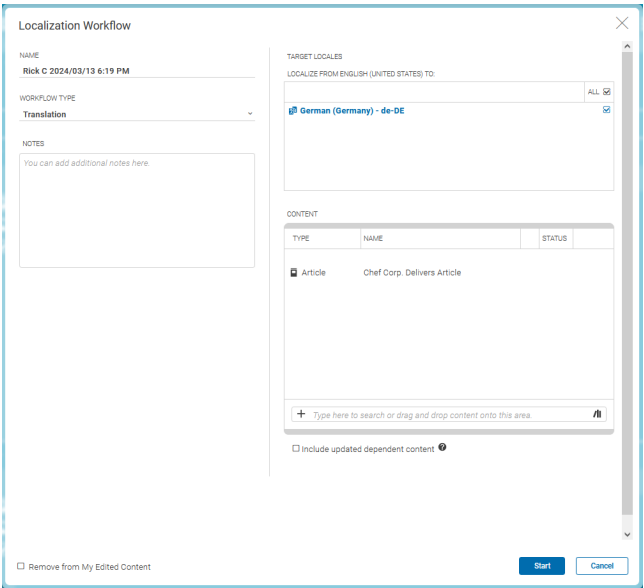 Localization Workflow
NAME
Rick C 2024/03/13 6:19 PM
WORKFLOW TYPE
Translation
NOTES
You can add additional notes here.
TARGET LOCALES
LOCALIZE FROM ENGLISH (UNITED STATES) TO:
ALL
German (Germany) - de-DE
CONTENT
TYPE NAME STATUS
Article Chef Corp. Delivers Article
Type here to search or drag and drop content onto this area.
Include updated dependent content
Remove from My Edited Content
Start Cancel